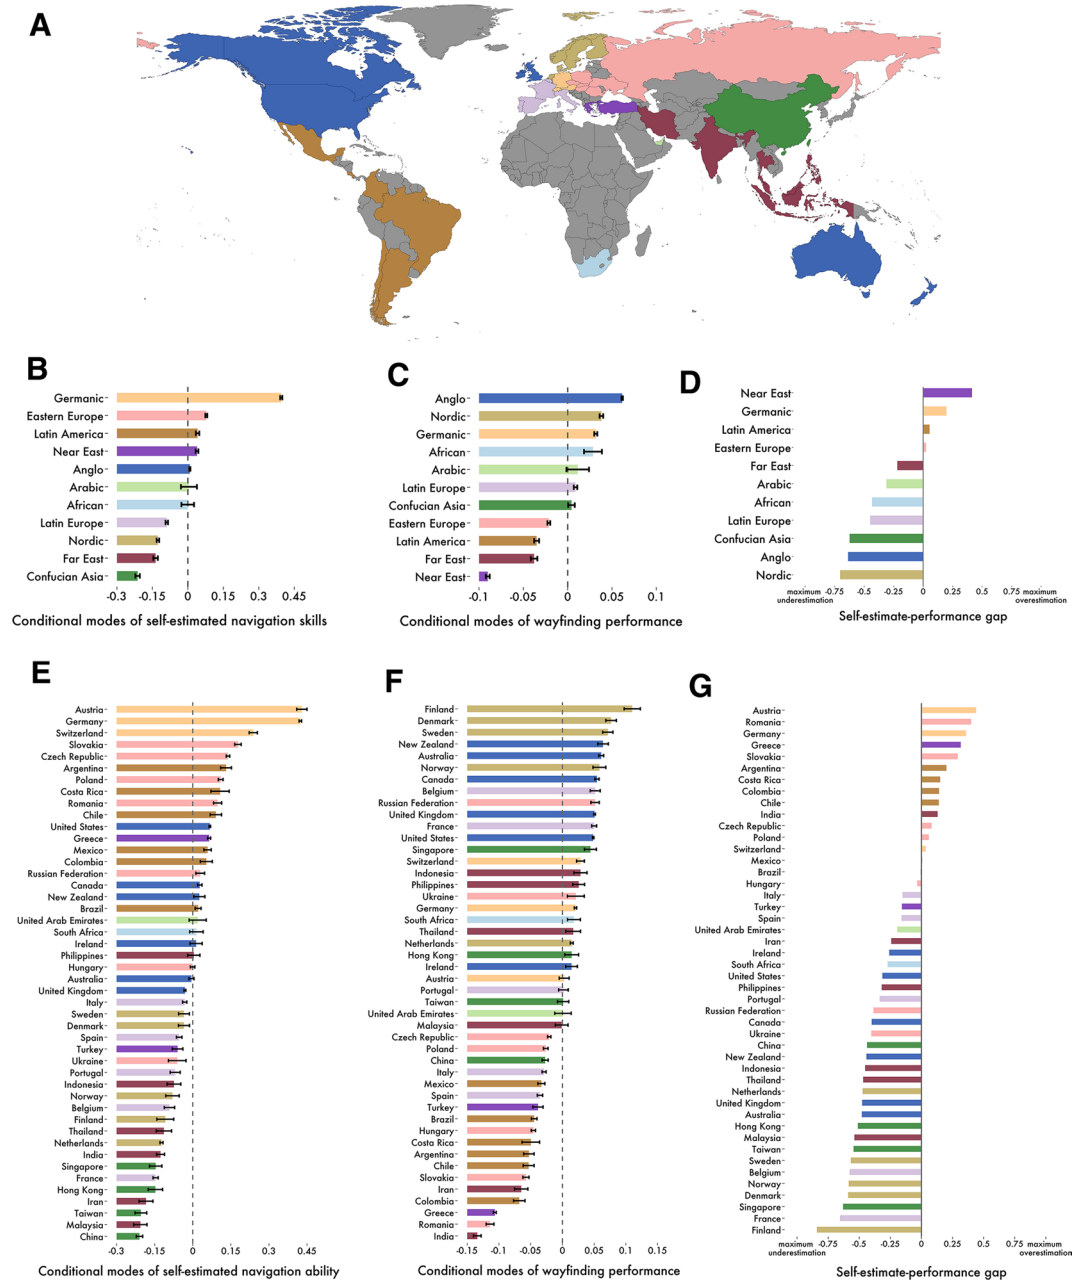 A
B
Germanic
Eastern Europe
Latin America
Near East
Anglo
Arabic
African
Latin Europe
Nordic
Far East
Confucian Asia
-0.3 -0.15 0 0.15 0.3 0.45
Conditional modes of self-estimated navigation skills
C
Anglo
Nordic
Germanic
African
Arabic
Latin Europe
Confucian Asia
Eastern Europe
Latin America
Far East
Near East
-0.1 -0.05 0 0.05 0.1
Conditional modes of wayfinding performance
D
Near East
Germanic
Latin America
Eastern Europe
Far East
Arabic
African
Latin Europe
Confucian Asia
Anglo
Nordic
maximum underestimation -0.75 -0.5 -0.25 0 0.25 0.5 0.75 maximum overestimation
Self-estimate-performance gap
E
Austria
Germany
Switzerland
Slovakia
Czech Republic
Argentina
Poland
Costa Rica
Romania
Chile
United States
Greece
Mexico
Colombia
Russian Federation
Canada
New Zealand
Brazil
United Arab Emirates
South Africa
Ireland
Philippines
Hungary
Australia
United Kingdom
Italy
Sweden
Denmark
Spain
Turkey
Ukraine
Portugal
Indonesia
Norway
Belgium
Finland
Thailand
Netherlands
India
Singapore
France
Hong Kong
Iran
Taiwan
Malaysia
China
-0.3 -0.15 0 0.15 0.3 0.45
Conditional modes of self-estimated navigation ability
F
Finland
Denmark
Sweden
New Zealand
Australia
Norway
Canada
Belgium
Russian Federation
United Kingdom
France
United States
Singapore
Switzerland
Indonesia
Philippines
Ukraine
Germany
South Africa
Thailand
Netherlands
Hong Kong
Ireland
Austria
Portugal
Taiwan
United Arab Emirates
Malaysia
Czech Republic
Poland
China
Italy
Mexico
Spain
Turkey
Brazil
Hungary
Costa Rica
Argentina
Chile
Slovakia
Iran
Colombia
Greece
Romania
India
-0.15 -0.1 -0.05 0 0.05 0.1 0.15
Conditional modes of wayfinding performance
G
Austria
Romania
Germany
Greece
Slovakia
Argentina
Costa Rica
Colombia
Chile
India
Czech Republic
Poland
Switzerland
Mexico
Brazil
Hungary
Italy
Turkey
Spain
United Arab Emirates
Iran
Ireland
South Africa
United States
Philippines
Portugal
Russian Federation
Canada
Ukraine
China
New Zealand
Indonesia
Thailand
Netherlands
United Kingdom
Australia
Hong Kong
Malaysia
Taiwan
Sweden
Belgium
Norway
Denmark
Singapore
France
Finland
maximum underestimation -0.75 -0.5 -0.25 0 0.25 0.5 0.75 maximum overestimation
Self-estimate-performance gap